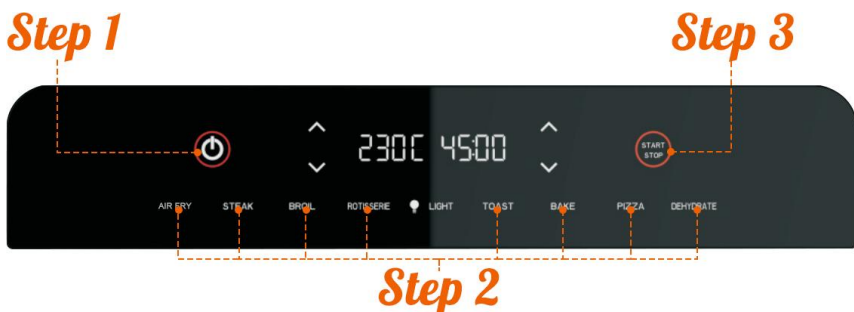 Step 1
Step 3
230C 45:00
START
STOP
AIR FRY STEAK BROIL ROTISSERIE LIGHT TOAST BAKE PIZZA DEHYDRATE
Step 2